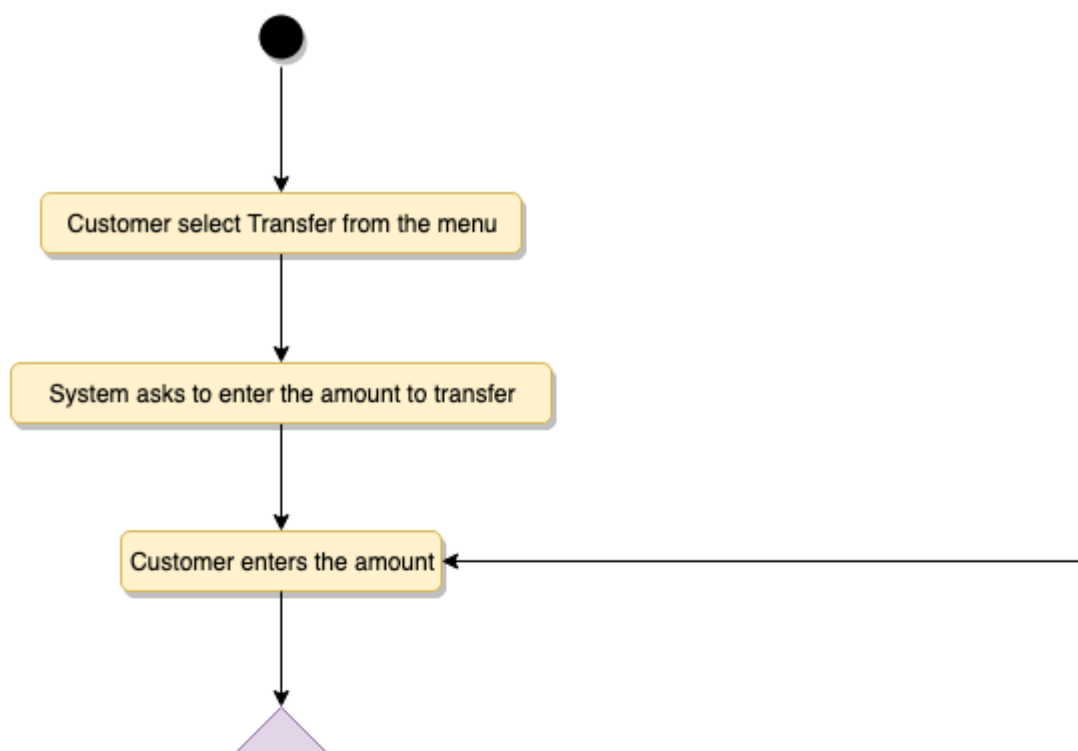 Customer select Transfer from the menu
System asks to enter the amount to transfer
Customer enters the amount